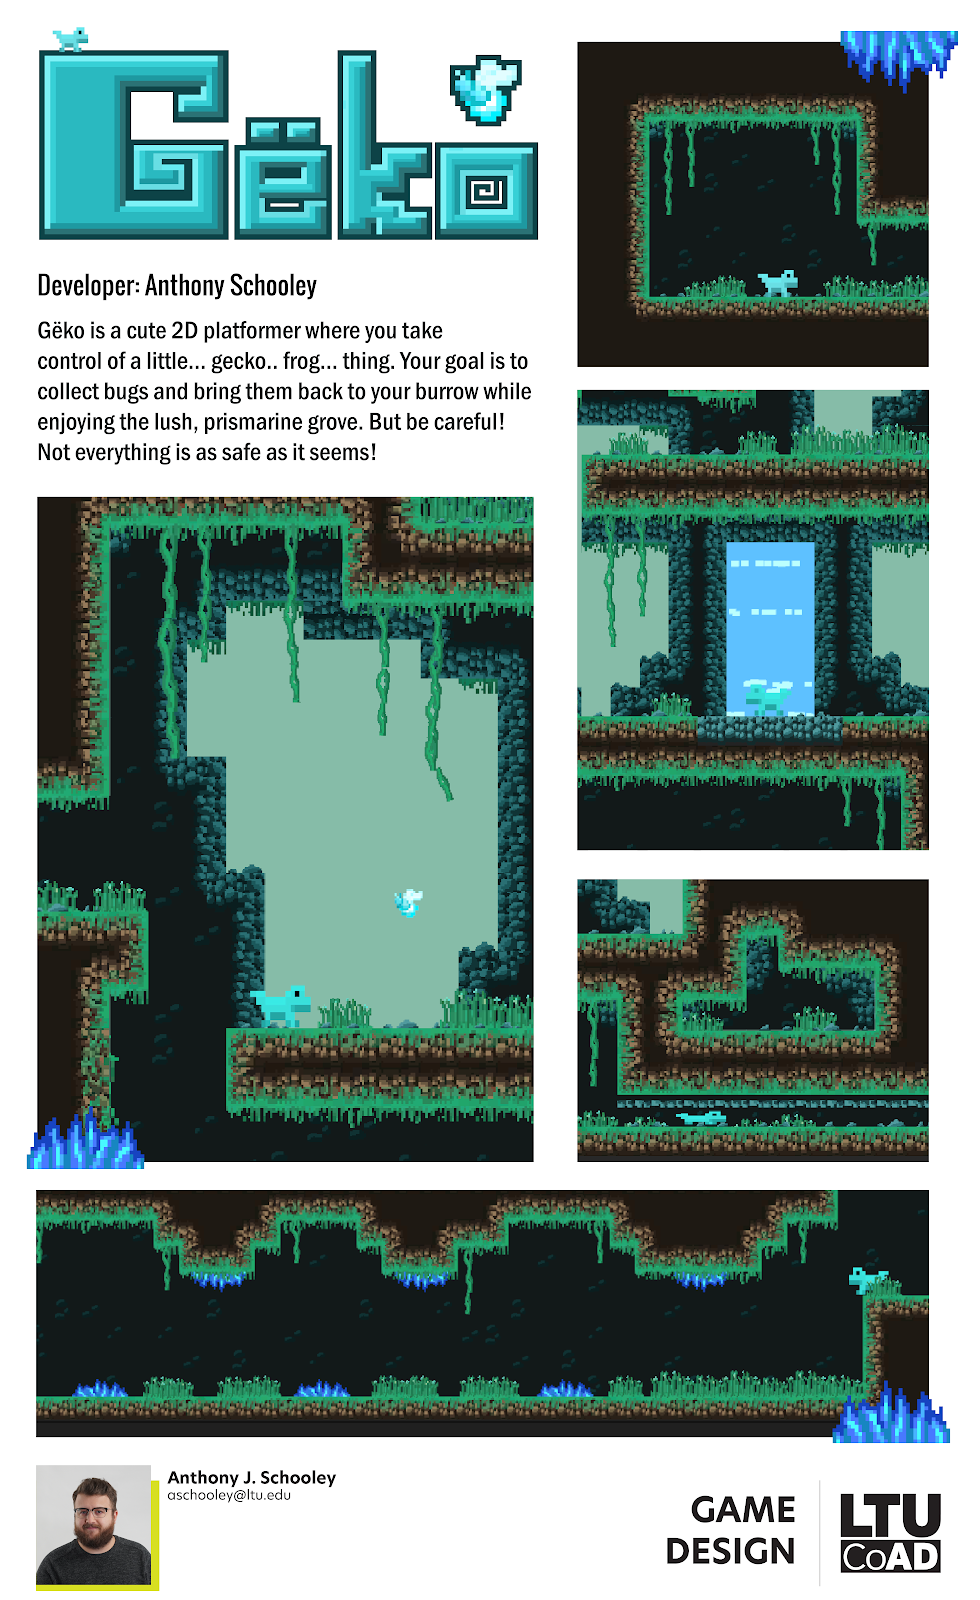 Gëko
Developer: Anthony Schooley
Gëko is a cute 2D platformer where you take
control of a little... gecko.. frog... thing. Your goal is to
collect bugs and bring them back to your burrow while
enjoying the lush, prismarine grove. But be careful!
Not everything is as safe as it seems!
Anthony J. Schooley
aschooley@ltu.edu
GAME
DESIGN
LTU
CoAD